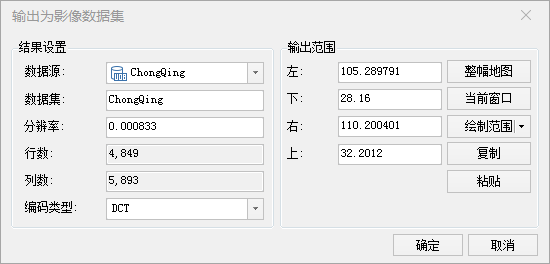 输出为影像数据集
结果设置
数据源: ChongQing
数据集: ChongQing
分辨率: 0.000833
行数: 4,849
列数: 5,893
编码类型: DCT
输出范围
左: 105.289791 整幅地图
下: 28.16 当前窗口
右: 110.200401 绘制范围
上: 32.2012 复制
粘贴
确定 取消